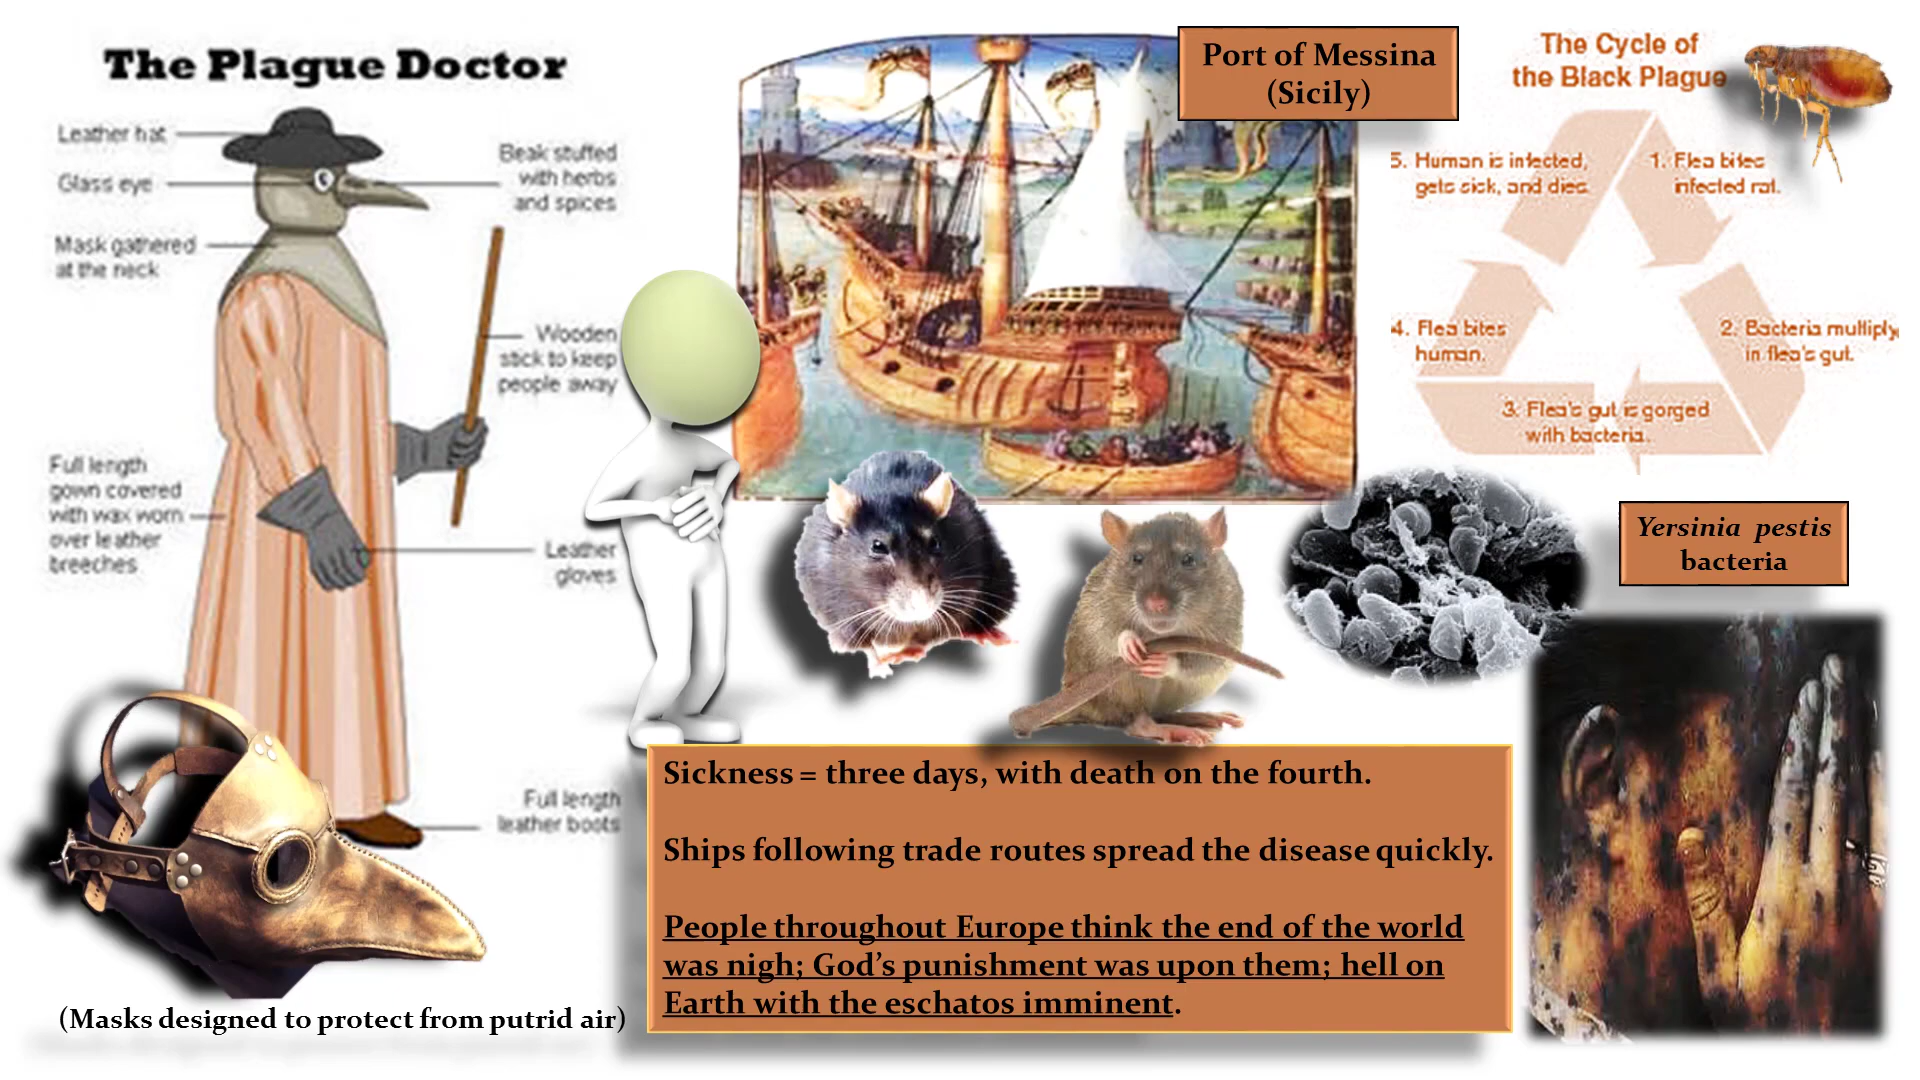 The Plague Doctor
Leather hat
Glass eye
Mask gathered
at the neck
Full length
gown covered
with wax worn
over leather
breeches
Beak stuffed
with herbs
and spices
Wooden
stick to keep
people away
Leather
gloves
Full length
leather boots
(Masks designed to protect from putrid air)
Port of Messina
(Sicily)
The Cycle of
the Black Plague
1. Flea bites
infected rat.
2. Bacteria multiply
in flea's gut.
3. Flea's gut is gorged
with bacteria.
4. Flea bites
human.
5. Human is infected,
gets sick, and dies.
Yersinia pestis
bacteria
Sickness = three days, with death on the fourth.
Ships following trade routes spread the disease quickly.
People throughout Europe think the end of the world
was nigh; God's punishment was upon them; hell on
Earth with the eschatos imminent.